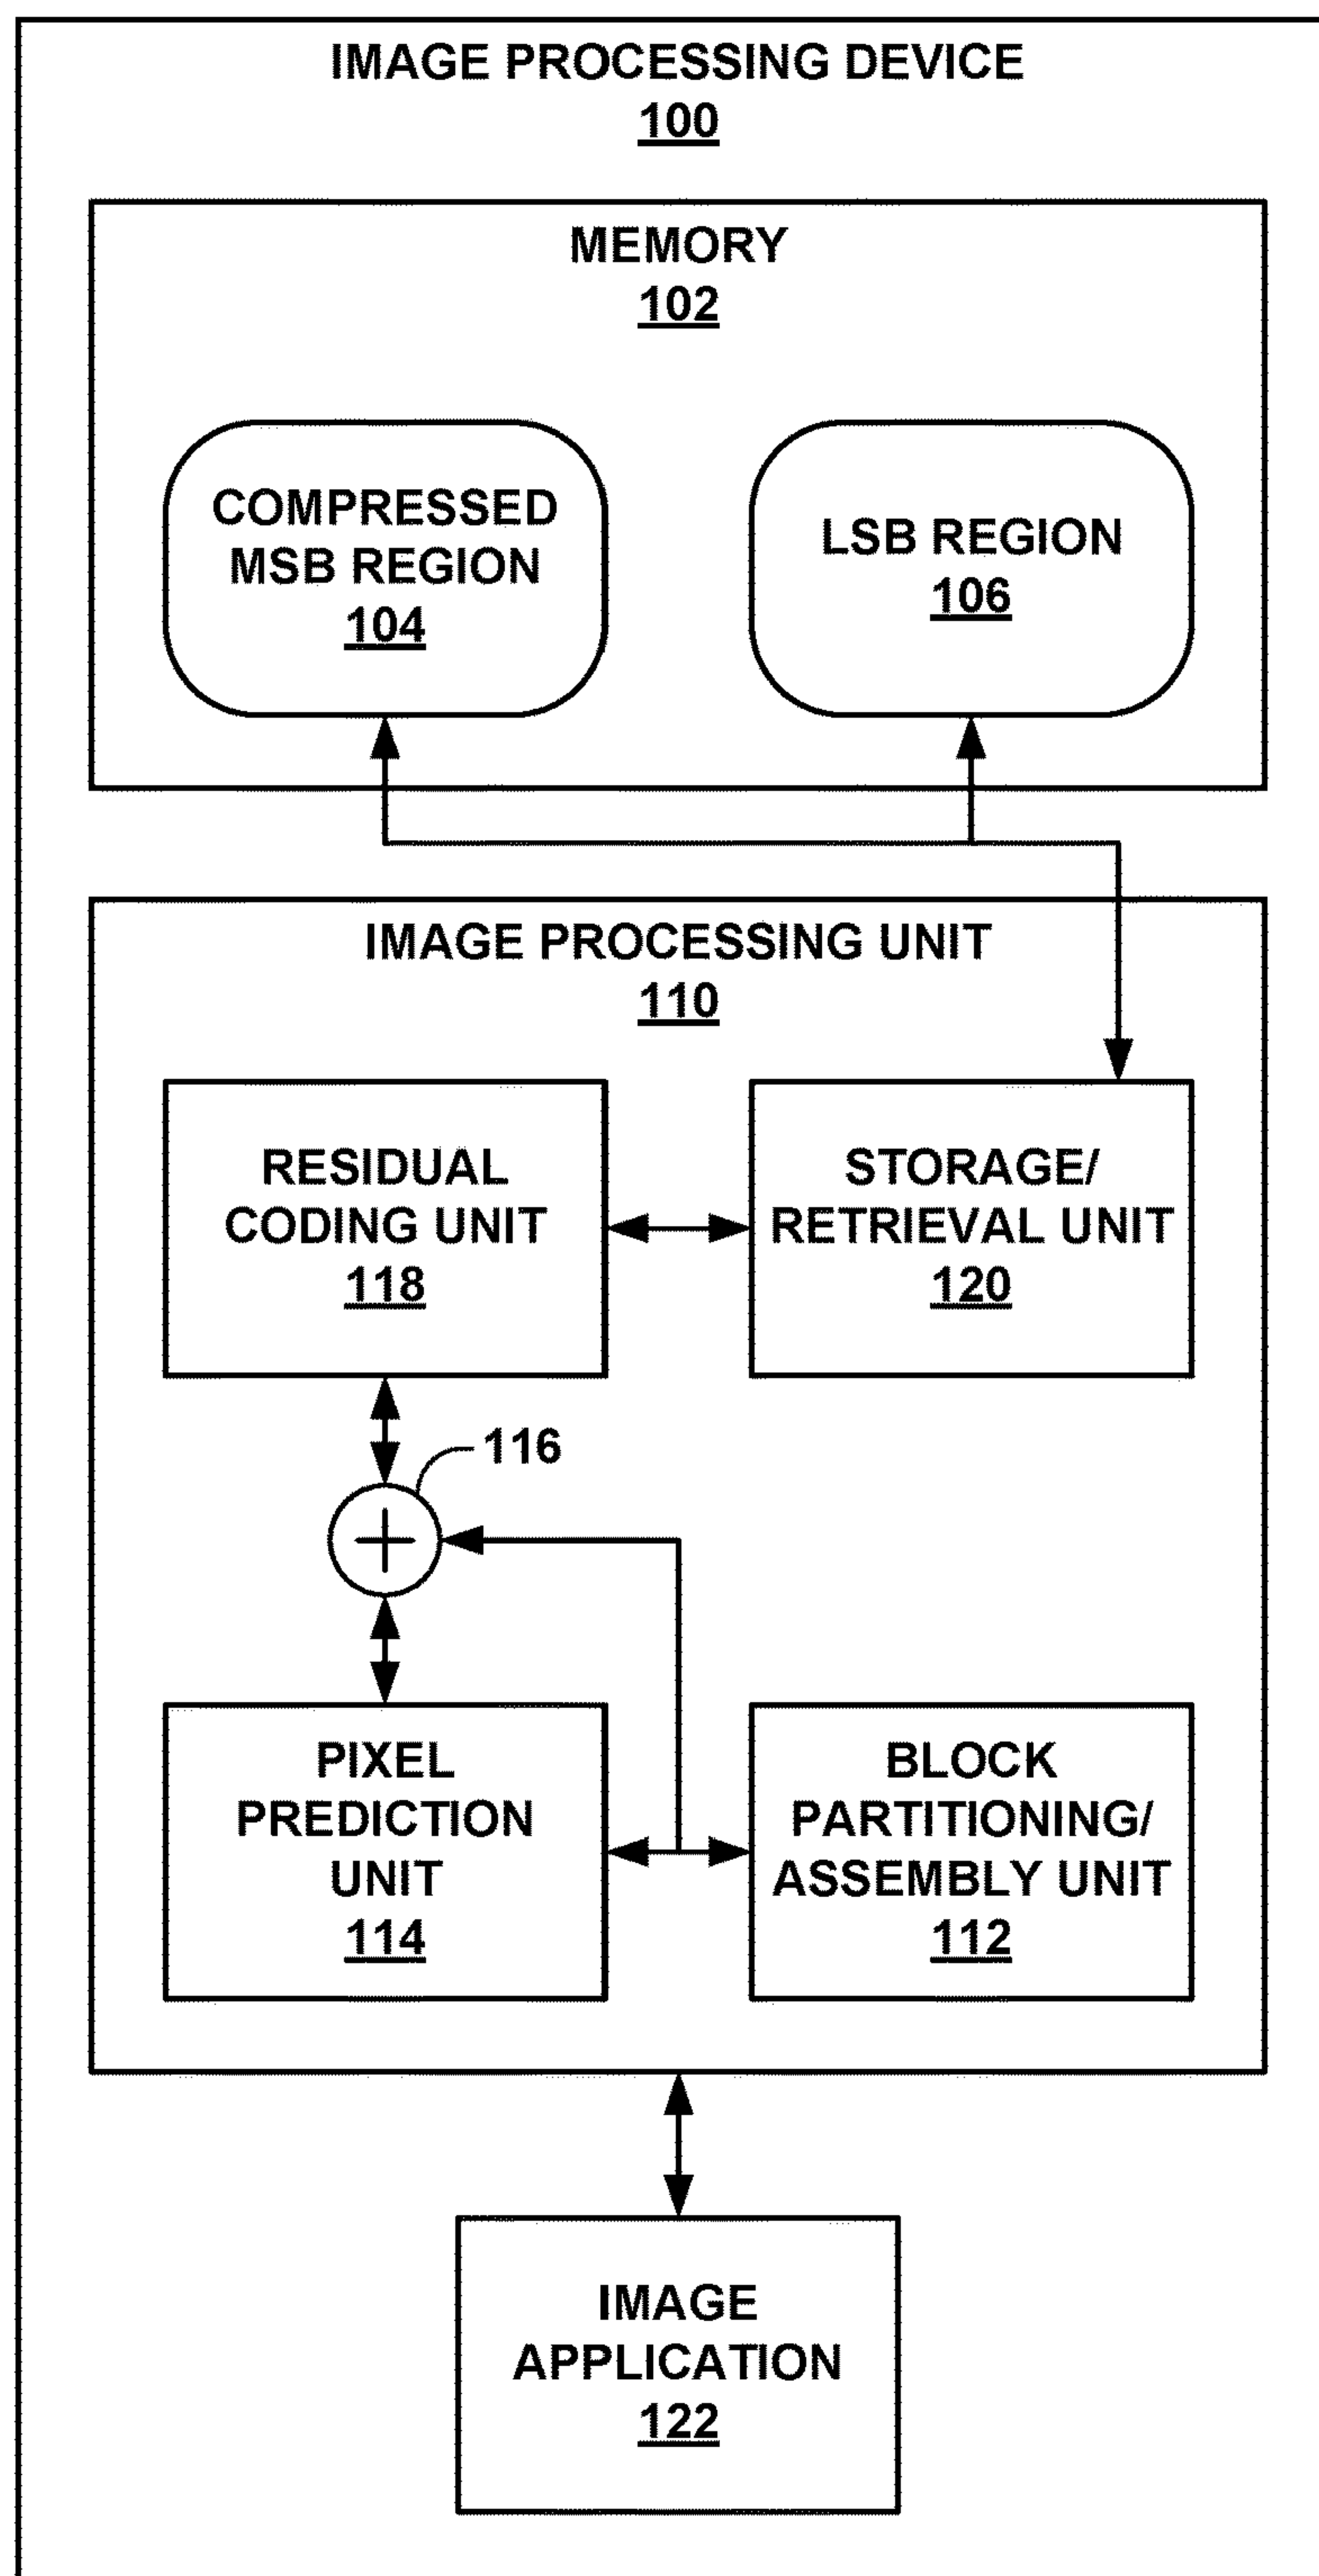 IMAGE PROCESSING DEVICE
100
MEMORY
102
COMPRESSED
MSB REGION
104
LSB REGION
106
IMAGE PROCESSING UNIT
110
RESIDUAL
CODING UNIT
118
STORAGE/
RETRIEVAL UNIT
120
116
PIXEL
PREDICTION
UNIT
114
BLOCK
PARTITIONING/
ASSEMBLY UNIT
112
IMAGE
APPLICATION
122